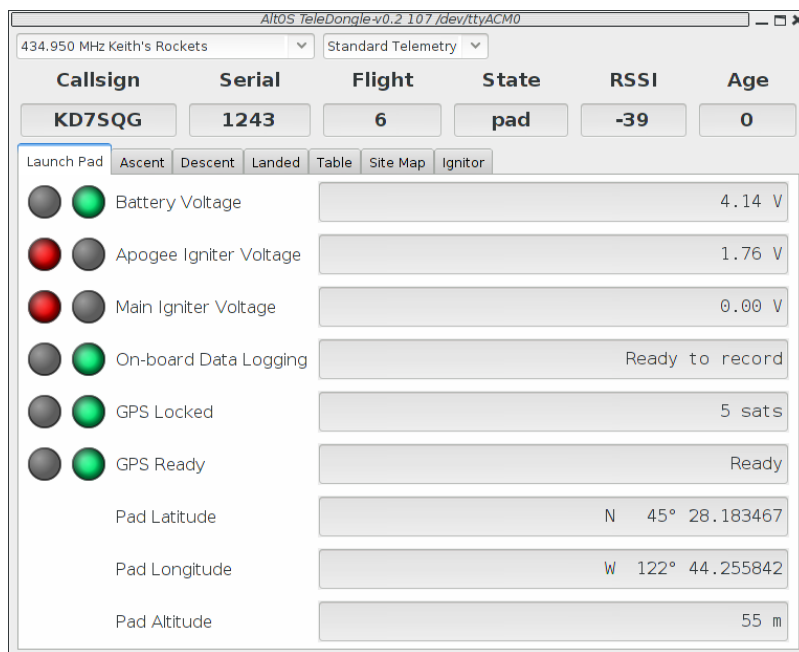 AltOS TeleDongle-v0.2 107 /dev/ttyACM0
434.950 MHz Keith's Rockets Standard Telemetry
Callsign Serial Flight State RSSI Age
KD7SQG 1243 6 pad -39 0
Launch Pad Ascent Descent Landed Table Site Map Ignitor
Battery Voltage 4.14 V
Apogee Igniter Voltage 1.76 V
Main Igniter Voltage 0.00 V
On-board Data Logging Ready to record
GPS Locked 5 sats
GPS Ready Ready
Pad Latitude N 45° 28.183467
Pad Longitude W 122° 44.255842
Pad Altitude 55 m